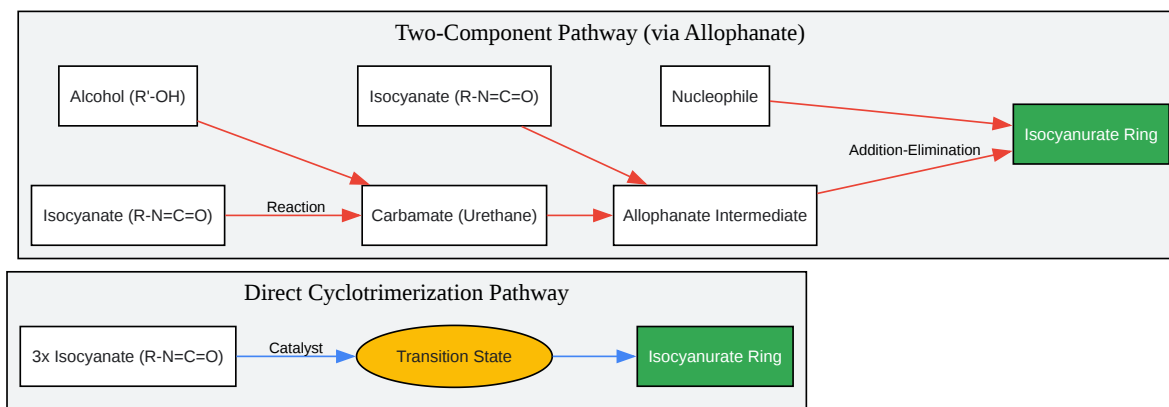 Two-Component Pathway (via Allophanate)
Alcohol (R'-OH)
Isocyanate (R-N=C=O)
Nucleophile
Isocyanurate Ring
Addition-Elimination
Isocyanate (R-N=C=O)
Reaction
Carbamate (Urethane)
Allophanate Intermediate
Direct Cyclotrimerization Pathway
3x Isocyanate (R-N=C=O)
Catalyst
Transition State
Isocyanurate Ring